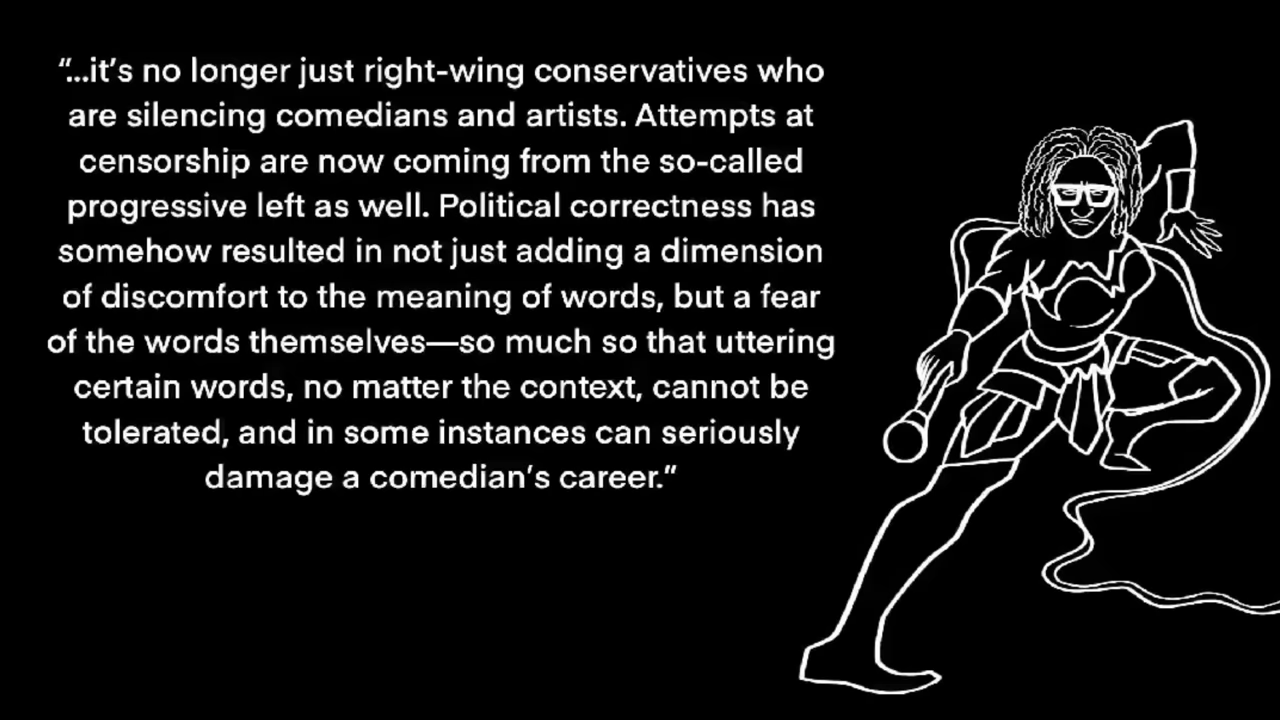 “...it’s no longer just right-wing conservatives who
are silencing comedians and artists. Attempts at
censorship are now coming from the so-called
progressive left as well. Political correctness has
somehow resulted in not just adding a dimension
of discomfort to the meaning of words, but a fear
of the words themselves—so much so that uttering
certain words, no matter the context, cannot be
tolerated, and in some instances can seriously
damage a comedian’s career.”